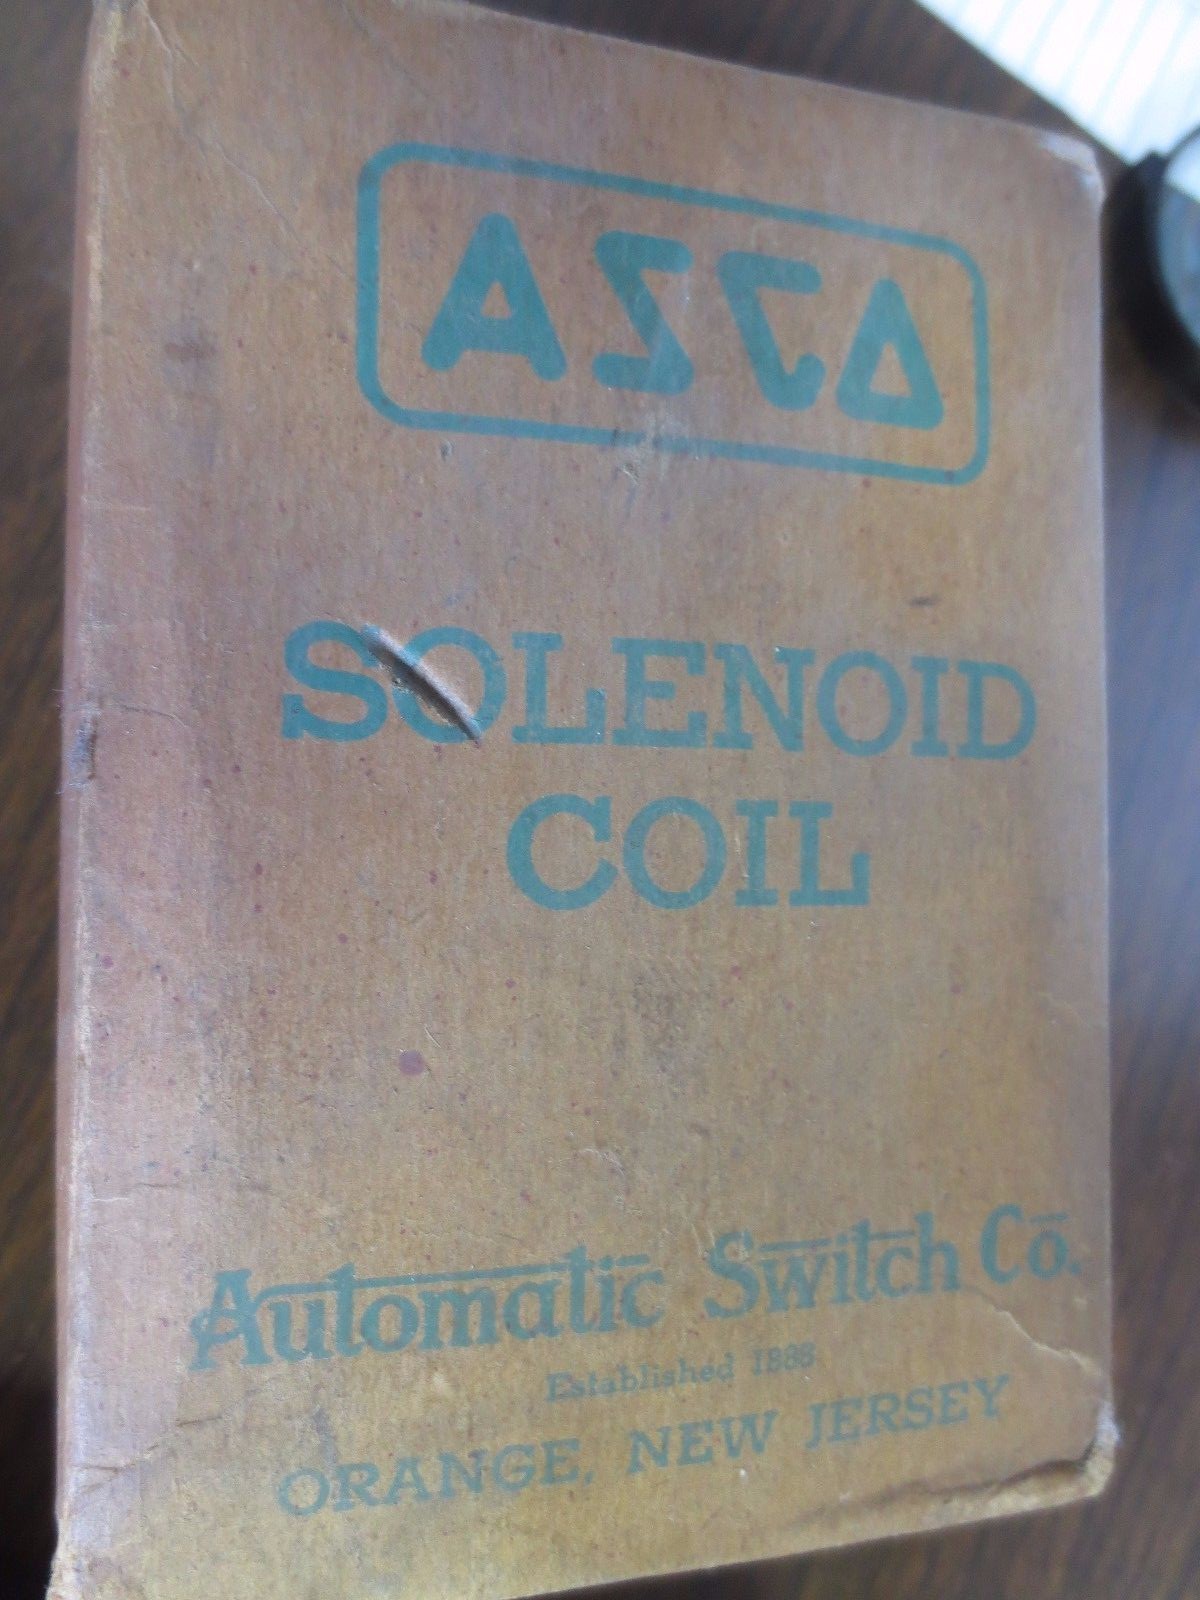 ASCO
SOLENOID
COIL
Automatic Switch Co.
Established 1888
ORANGE, NEW JERSEY